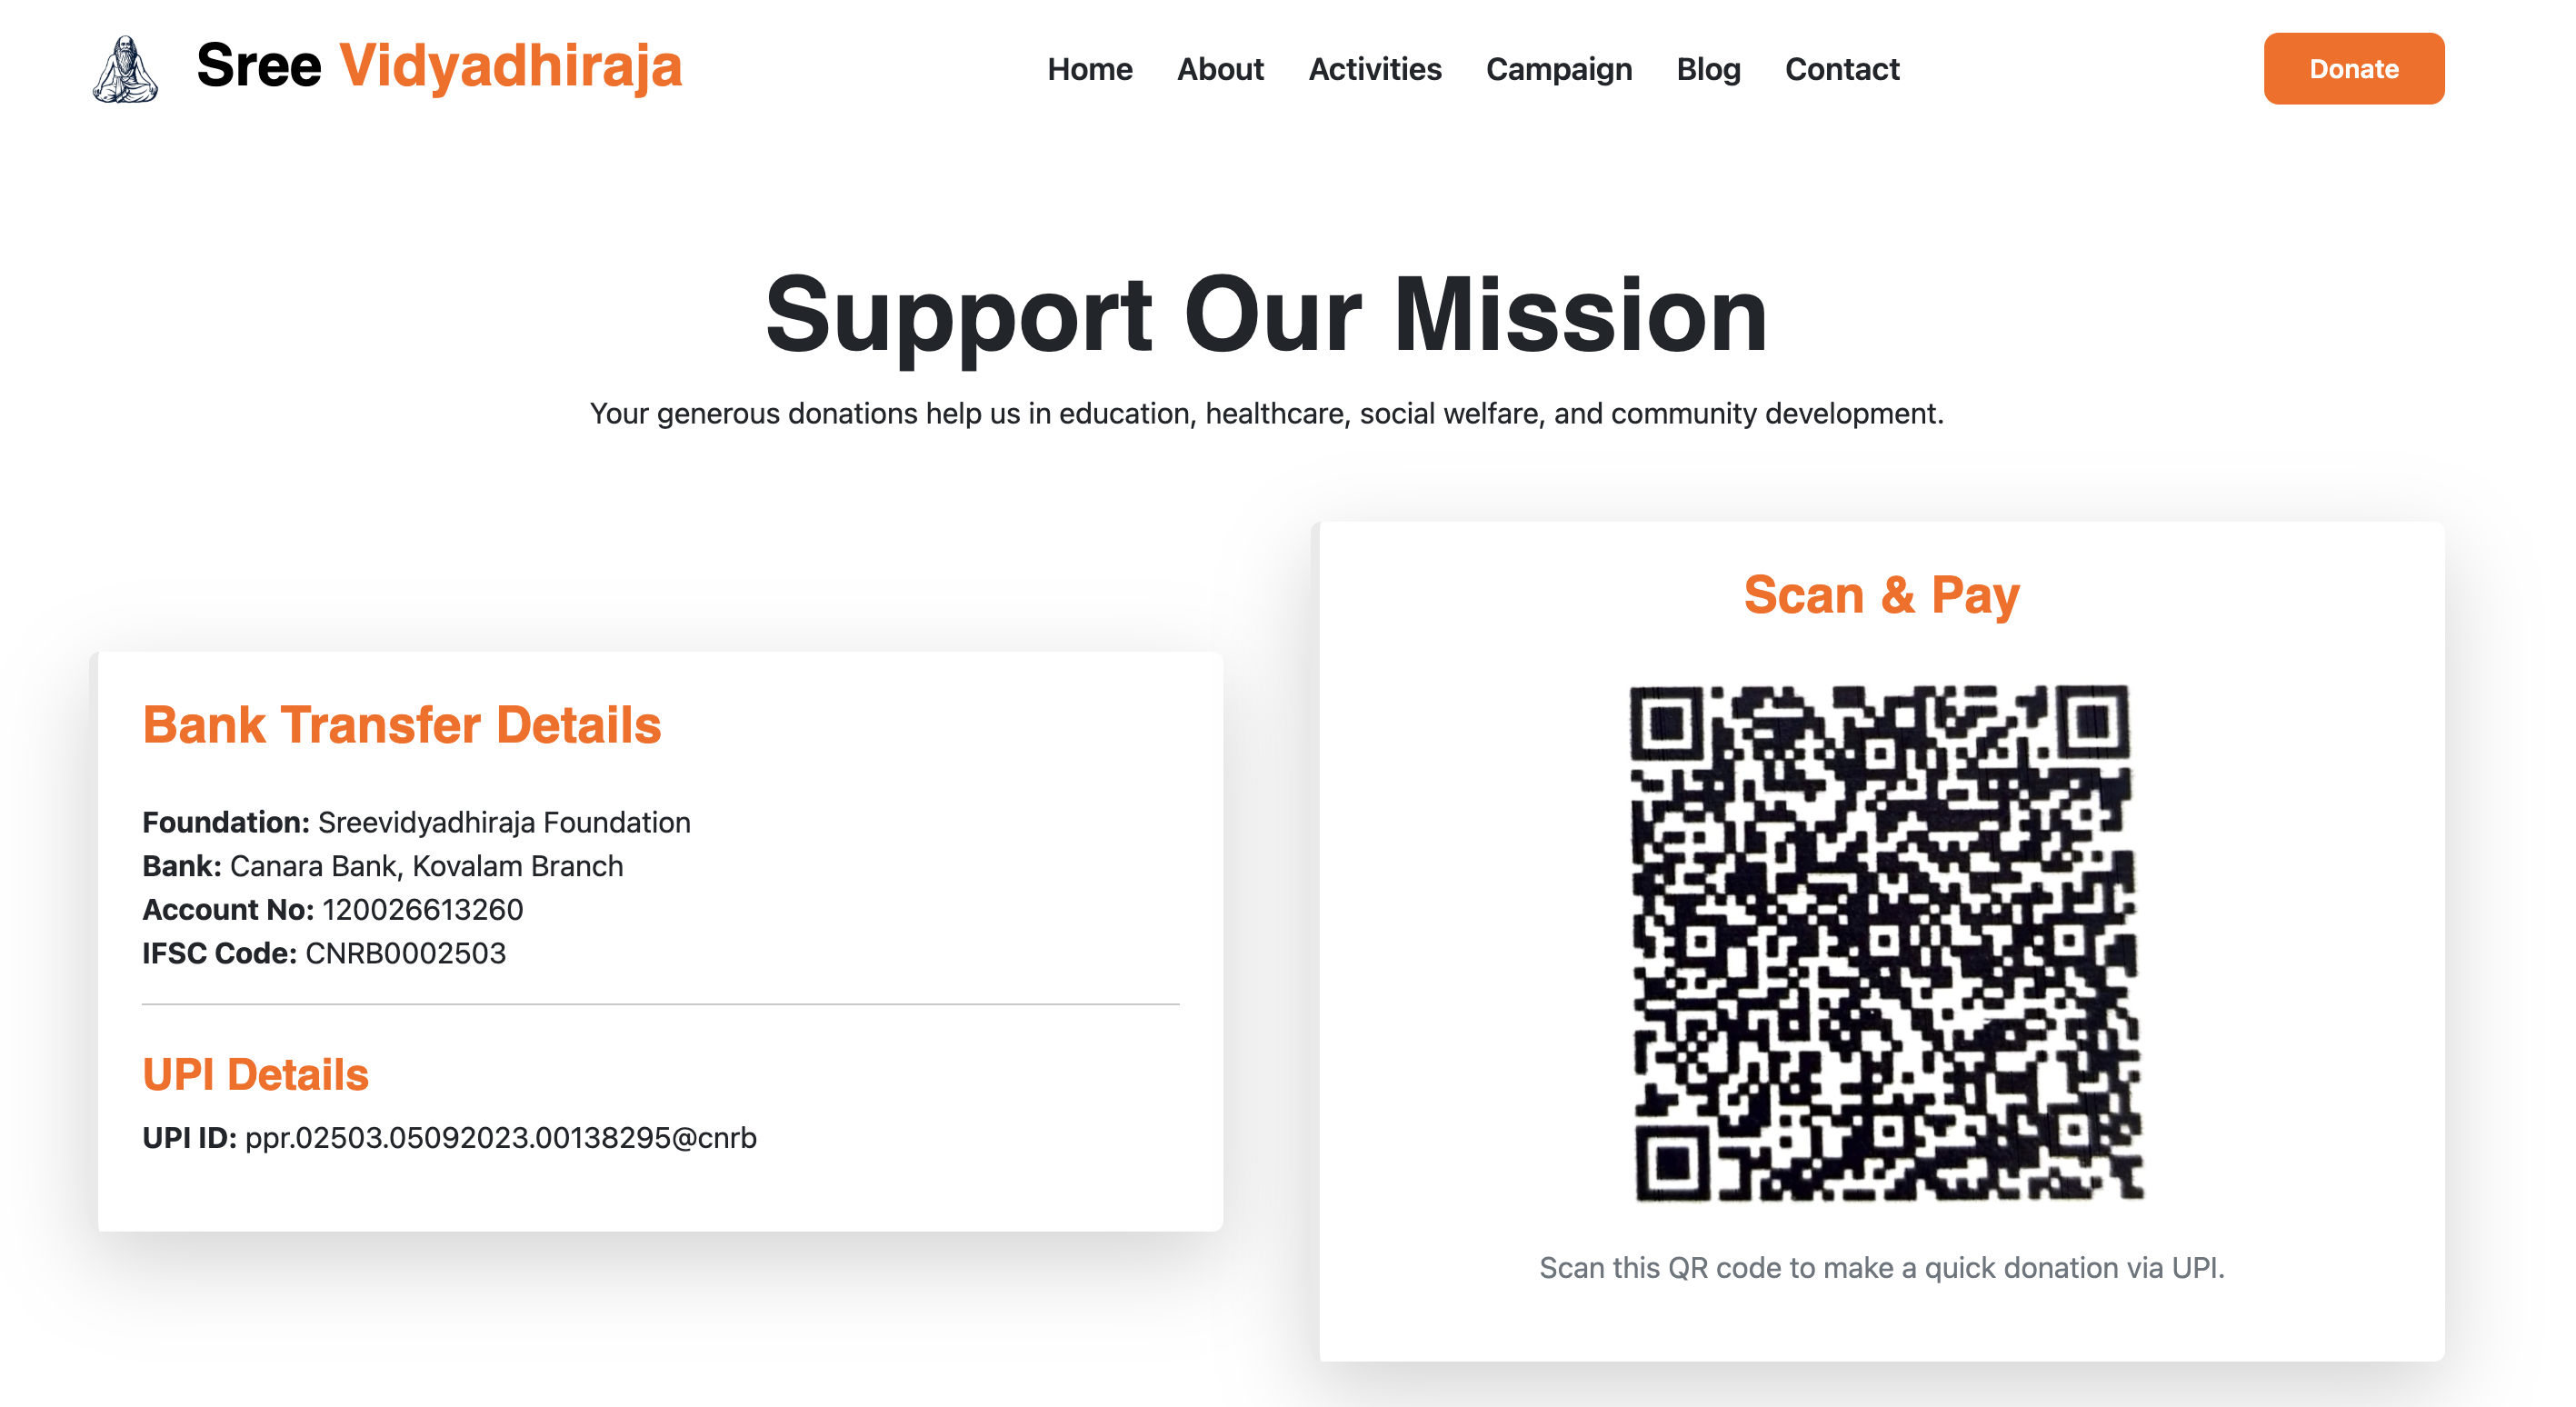 Sree Vidyadhiraja
Home
About
Activities
Campaign
Blog
Contact
Donate
Support Our Mission
Your generous donations help us in education, healthcare, social welfare, and community development.
Bank Transfer Details
Foundation: Sreevidyadhiraja Foundation
Bank: Canara Bank, Kovalam Branch
Account No: 120026613260
IFSC Code: CNRB0002503
UPI Details
UPI ID: ppr.02503.05092023.00138295@cnrb
Scan & Pay
Scan this QR code to make a quick donation via UPI.